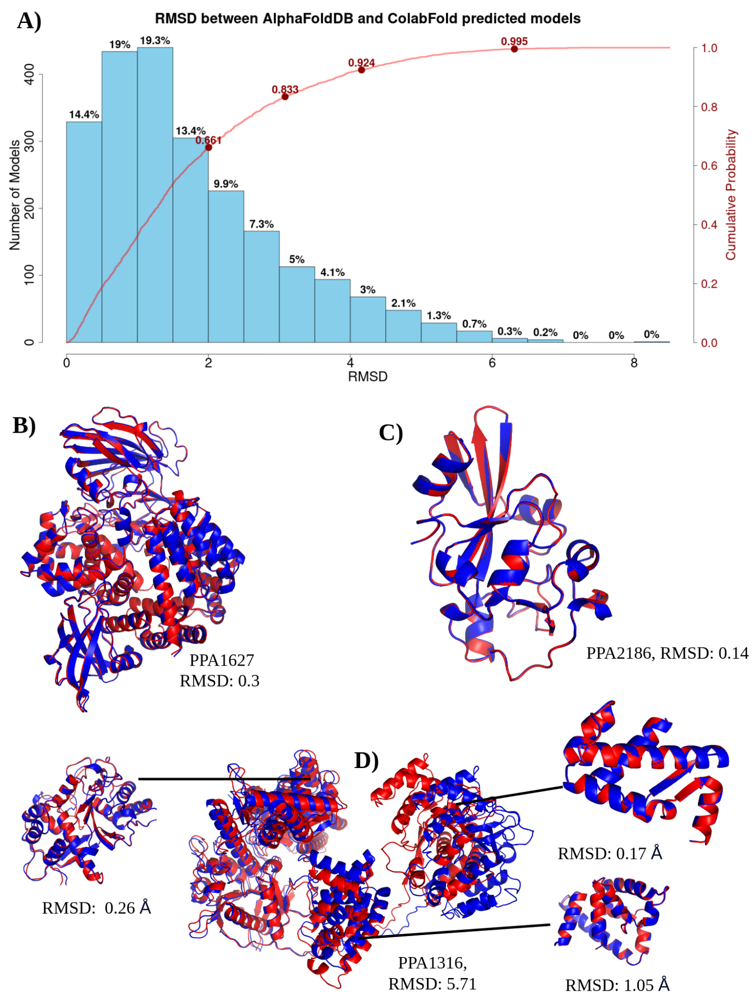 A)
RMSD between AlphaFoldDB and ColabFold predicted models
14.4%
19%
19.3%
13.4%
9.9%
7.3%
5%
4.1%
3%
2.1%
1.3%
0.7%
0.3%
0.2%
0%
0%
0%
0.661
0.833
0.924
0.995
Number of Models
0
100
200
300
400
0
2
4
6
8
RMSD
Cumulative Probability
0.0
0.2
0.4
0.6
0.8
1.0
B)
PPA1627
RMSD: 0.3
C)
PPA2186, RMSD: 0.14
D)
RMSD: 0.26 Å
RMSD: 0.17 Å
PPA1316,
RMSD: 5.71
RMSD: 1.05 Å